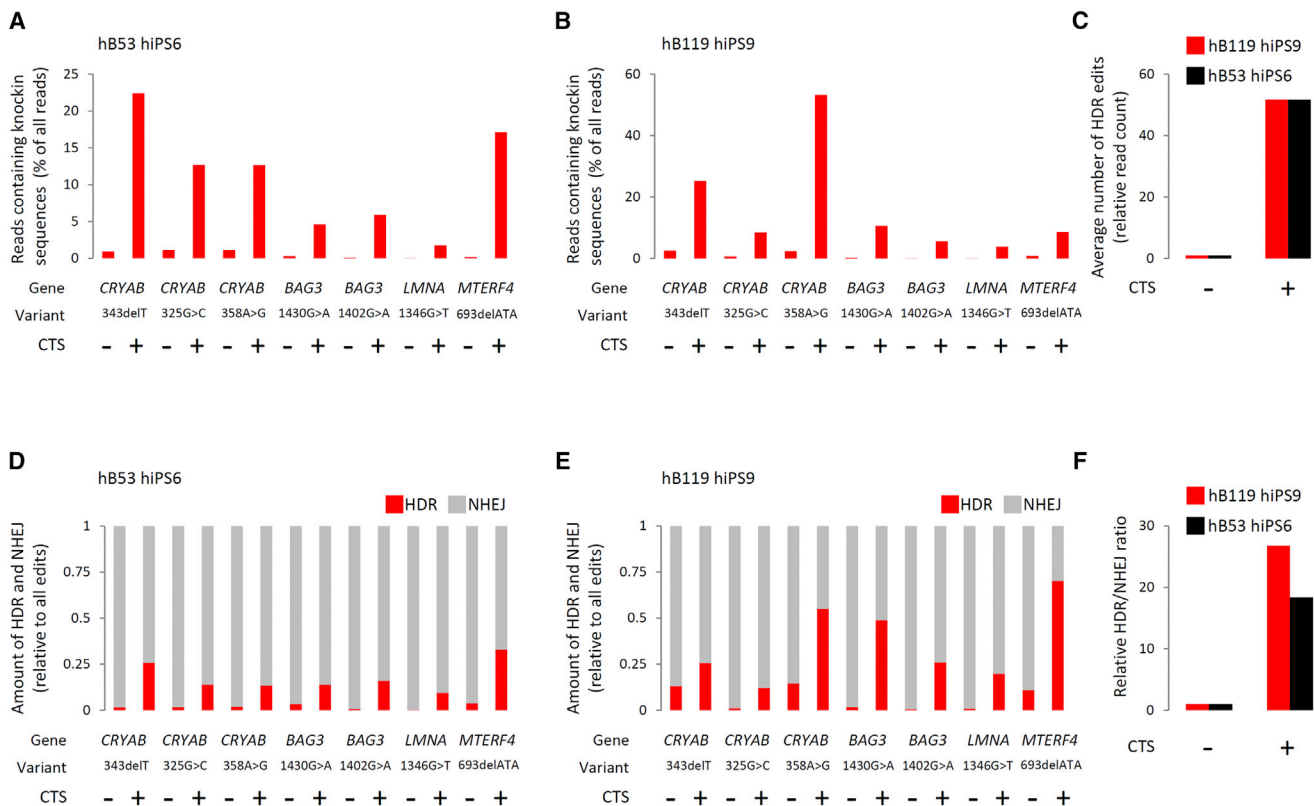 A
hB53 hiPS6
Reads containing knockin
sequences (% of all reads)
25
20
15
10
5
0
Gene CRYAB CRYAB CRYAB BAG3 BAG3 LMNA MTERF4
Variant 343delT 325G>C 358A>G 1430G>A 1402G>A 1346G>T 693delATA
CTS - + - + - + - + - + - + - +
B
hB119 hiPS9
Reads containing knockin
sequences (% of all reads)
60
40
20
0
Gene CRYAB CRYAB CRYAB BAG3 BAG3 LMNA MTERF4
Variant 343delT 325G>C 358A>G 1430G>A 1402G>A 1346G>T 693delATA
CTS - + - + - + - + - + - + - +
C
hB119 hiPS9
hB53 hiPS6
Average number of HDR edits
(relative read count)
60
40
20
0
CTS - +
D
hB53 hiPS6
HDR NHEJ
Amount of HDR and NHEJ
(relative to all edits)
1
0.75
0.5
0.25
0
Gene CRYAB CRYAB CRYAB BAG3 BAG3 LMNA MTERF4
Variant 343delT 325G>C 358A>G 1430G>A 1402G>A 1346G>T 693delATA
CTS - + - + - + - + - + - + - +
E
hB119 hiPS9
HDR NHEJ
Amount of HDR and NHEJ
(relative to all edits)
1
0.75
0.5
0.25
0
Gene CRYAB CRYAB CRYAB BAG3 BAG3 LMNA MTERF4
Variant 343delT 325G>C 358A>G 1430G>A 1402G>A 1346G>T 693delATA
CTS - + - + - + - + - + - + - +
F
hB119 hiPS9
hB53 hiPS6
Relative HDR/NHEJ ratio
30
20
10
0
CTS - +